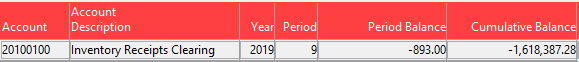 Account Account Description Year Period Period Balance Cumulative Balance
20100100 Inventory Receipts Clearing 2019 9 -893.00 -1,618,387.28